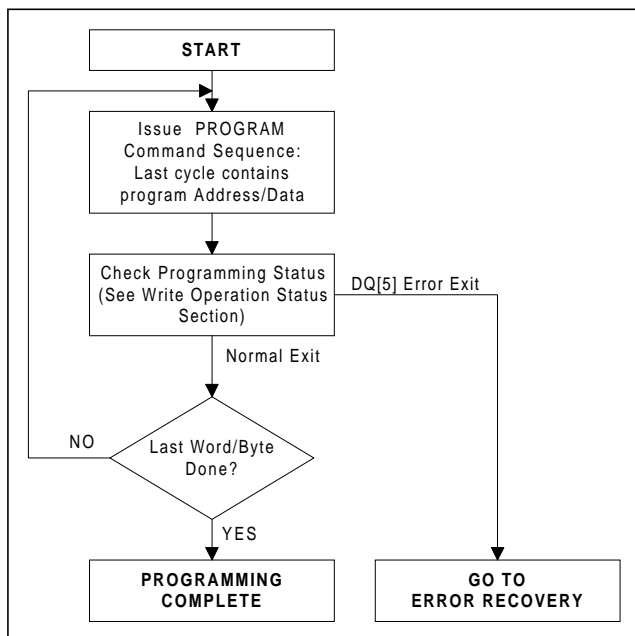 START
Issue PROGRAM
Command Sequence:
Last cycle contains
program Address/Data
Check Programming Status
(See Write Operation Status
Section)
DQ[5] Error Exit
Normal Exit
NO
Last Word/Byte
Done?
YES
PROGRAMMING
COMPLETE
GO TO
ERROR RECOVERY